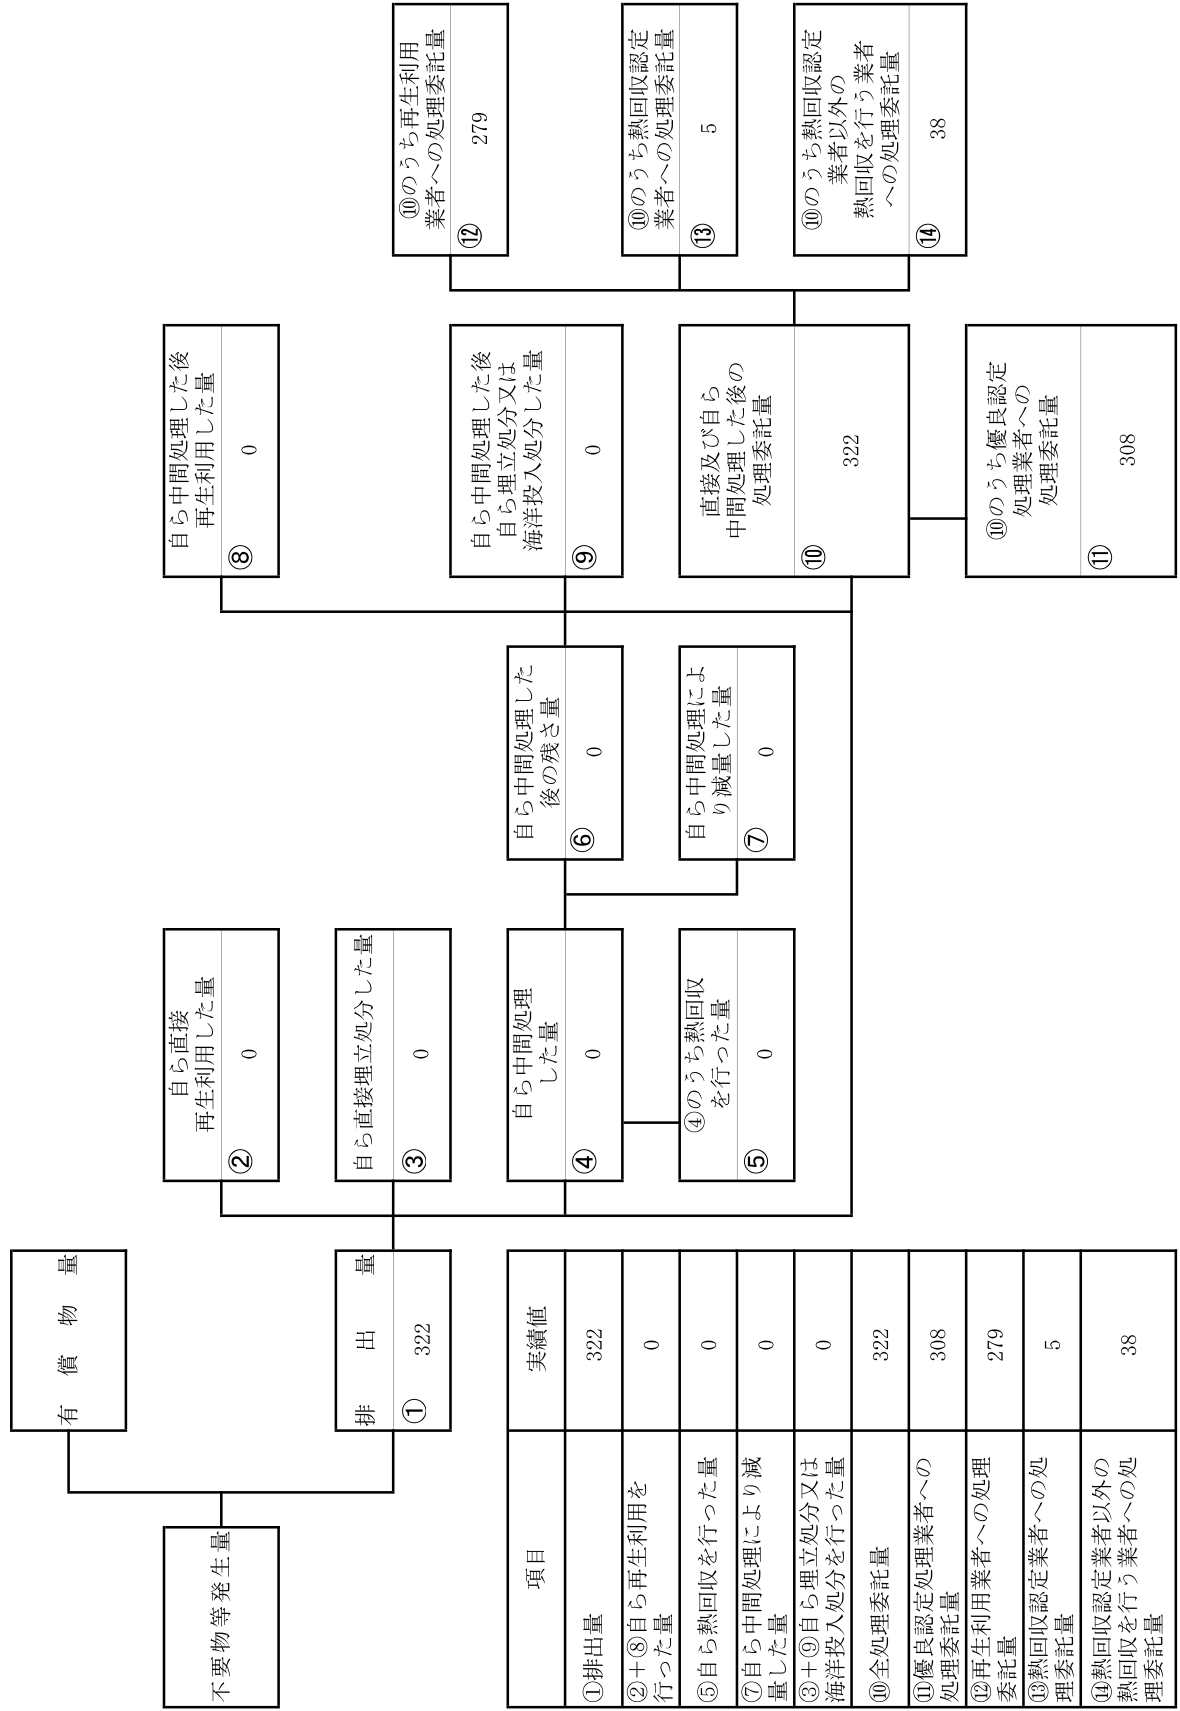 不要物等発生量
有償物量
排出量
①
322
自ら直接
再生利用した量
②
0
自ら直接埋立処分した量
③
0
自ら中間処理
した量
④
0
④のうち熱回収
を行った量
⑤
0
自ら中間処理した
後の残さ量
⑥
0
自ら中間処理によ
り減量した量
⑦
0
自ら中間処理した後
再生利用した量
⑧
0
自ら中間処理した後
自ら埋立処分又は
海洋投入処分した量
⑨
0
直接及び自ら
中間処理した後の
処理委託量
⑩
322
⑩のうち優良認定
処理業者への
処理委託量
⑪
308
⑩のうち再生利用
業者への処理委託量
⑫
279
⑩のうち熱回収認定
業者への処理委託量
⑬
5
⑩のうち熱回収認定
業者以外の
熱回収を行う業者
への処理委託量
⑭
38
項目 実績値
①排出量 322
②+⑧自ら再生利用を
行った量 0
⑤自ら熱回収を行った量 0
⑦自ら中間処理により減
量した量 0
③+⑨自ら埋立処分又は
海洋投入処分を行った量 0
⑩全処理委託量 322
⑪優良認定処理業者への
処理委託量 308
⑫再生利用業者への処理
委託量 279
⑬熱回収認定業者への処
理委託量 5
⑭熱回収認定業者以外の
熱回収を行う業者への処
理委託量 38